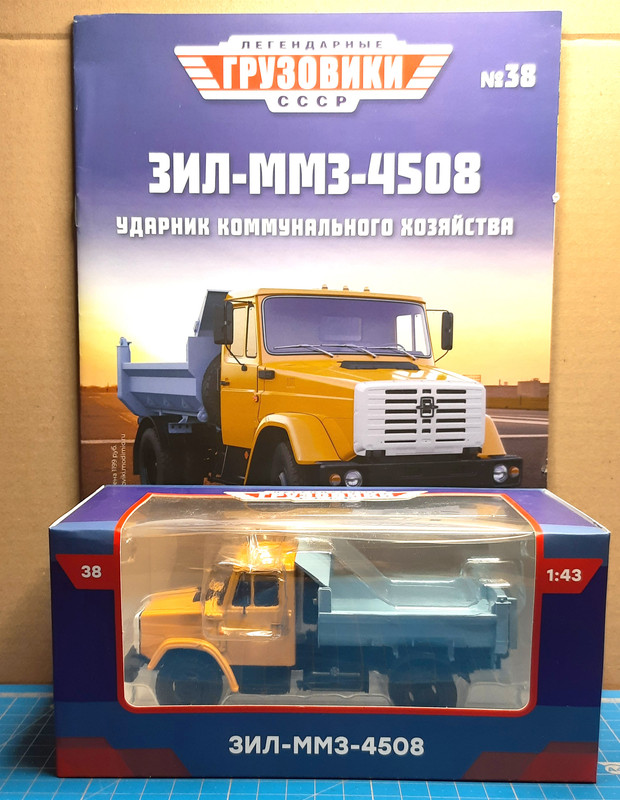 ЛЕГЕНДАРНЫЕ
ГРУЗОВИКИ
СССР
№38
ЗИЛ-ММЗ-4508
УДАРНИК КОММУНАЛЬНОГО ХОЗЯЙСТВА
ГРУЗОВИКИ
38
1:43
ЗИЛ-ММЗ-4508